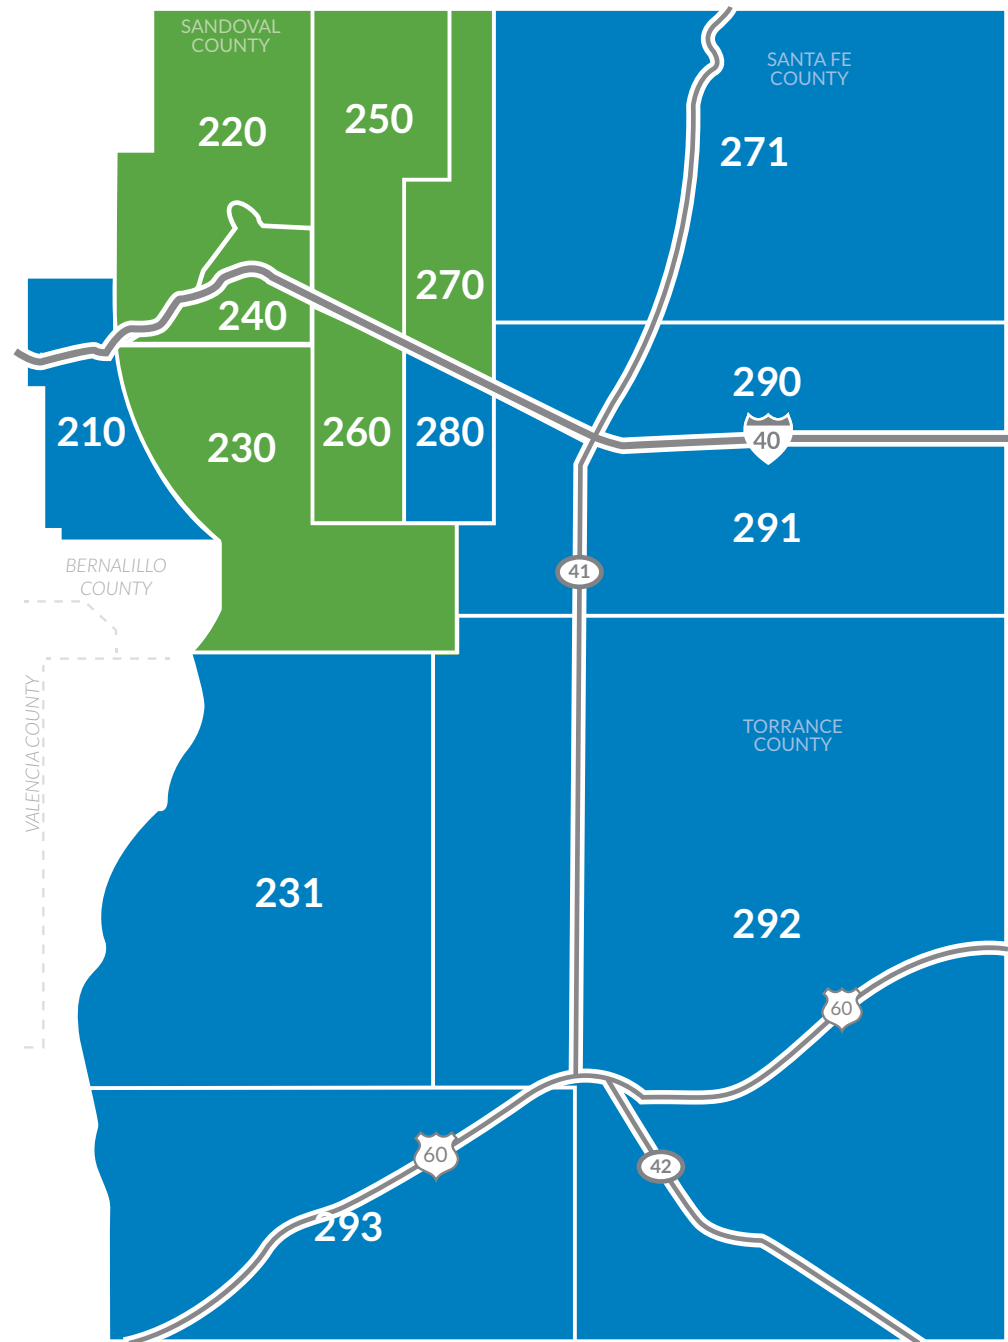 SANDOVAL
COUNTY
SANTA FE
COUNTY
250
220
271
270
240
290
210
230
260
280
40
291
BERNALILLO
COUNTY
41
VALENCIA COUNTY
TORRANCE
COUNTY
231
292
60
60
42
293